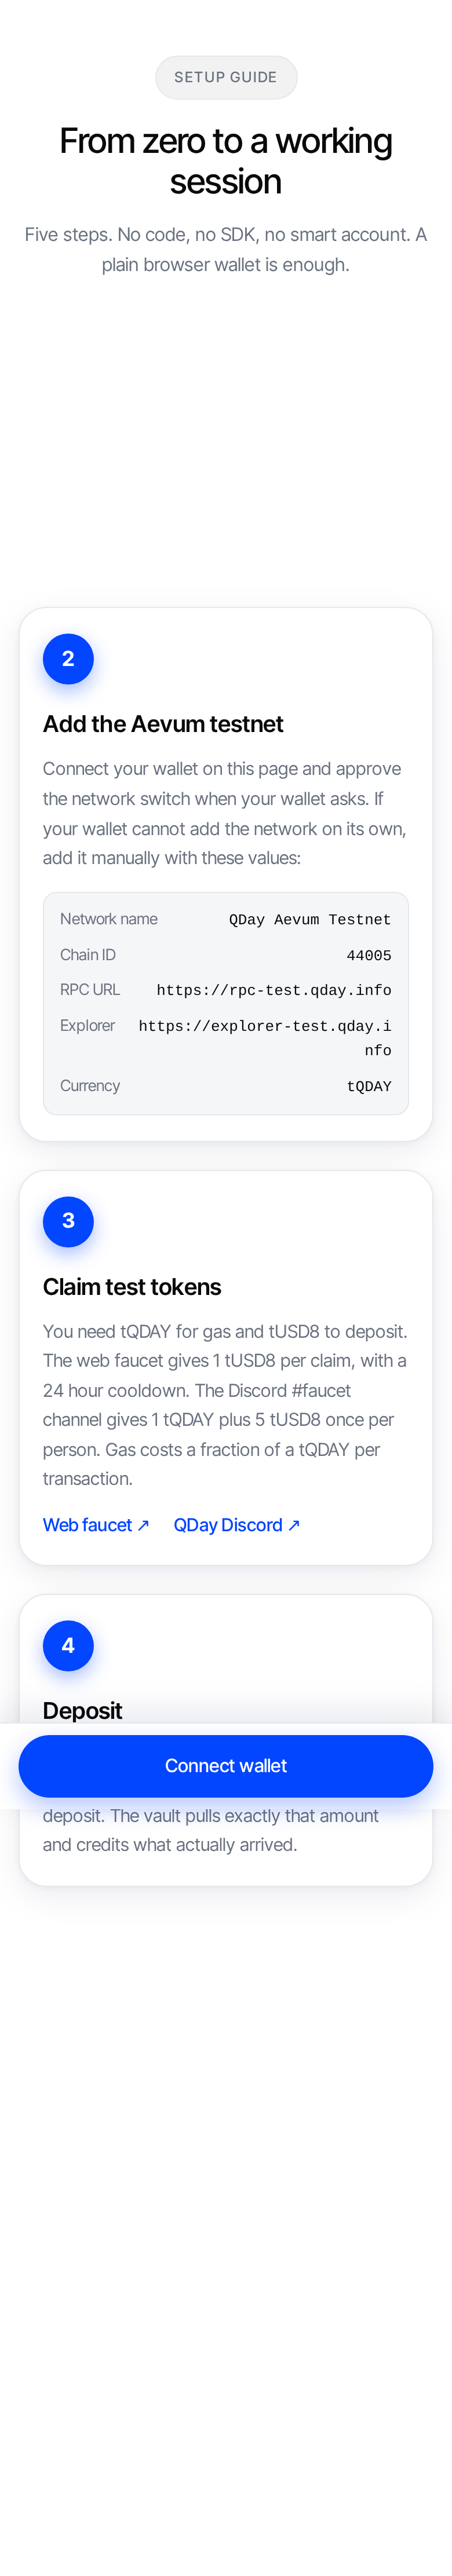 SETUP GUIDE
From zero to a working
session
Five steps. No code, no SDK, no smart account. A
plain browser wallet is enough.
2
Add the Aevum testnet
Connect your wallet on this page and approve
the network switch when your wallet asks. If
your wallet cannot add the network on its own,
add it manually with these values:
Network name QDay Aevum Testnet
Chain ID 44005
RPC URL https://rpc-test.qday.info
Explorer https://explorer-test.qday.i
nfo
Currency tQDAY
3
Claim test tokens
You need tQDAY for gas and tUSD8 to deposit.
The web faucet gives 1 tUSD8 per claim, with a
24 hour cooldown. The Discord #faucet
channel gives 1 tQDAY plus 5 tUSD8 once per
person. Gas costs a fraction of a tQDAY per
transaction.
Web faucet ↗ QDay Discord ↗
4
Deposit
Connect wallet
deposit. The vault pulls exactly that amount
and credits what actually arrived.